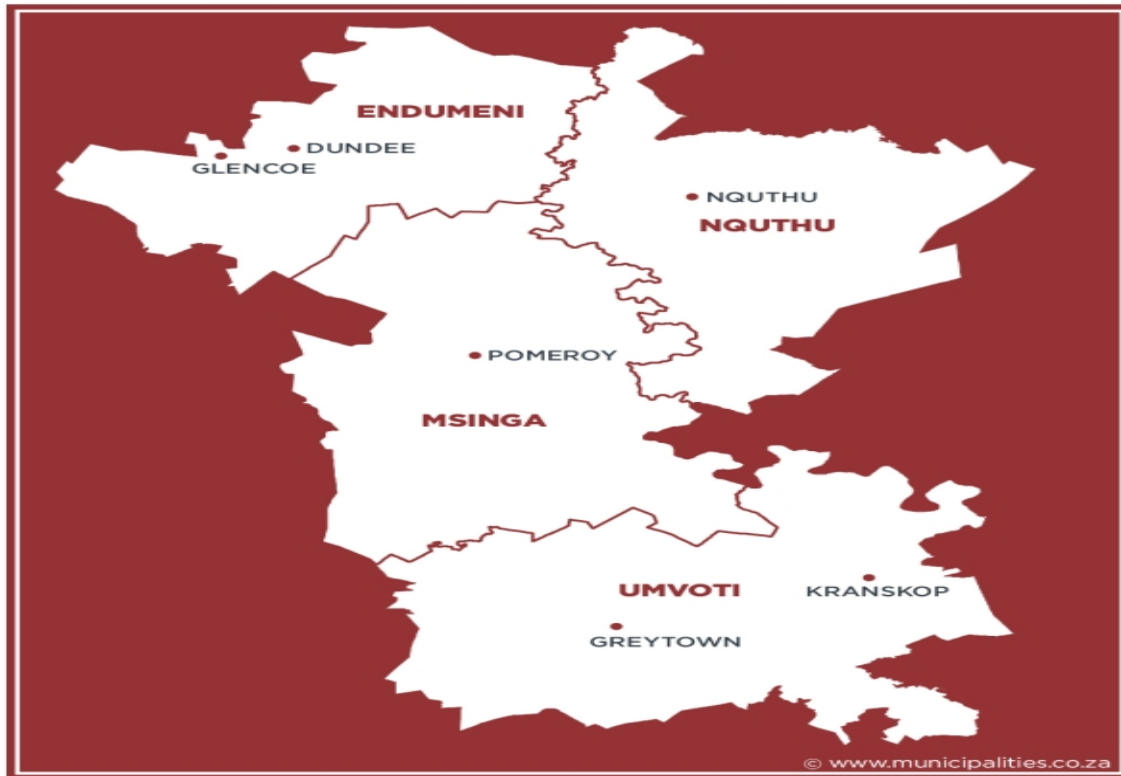 ENDUMENI
DUNDEE
GLENCOE
NQUTHU
NQUTHU
POMEROY
MSINGA
UMVOTI
KRANSKOP
GREYTOWN
© www.municipalities.co.za